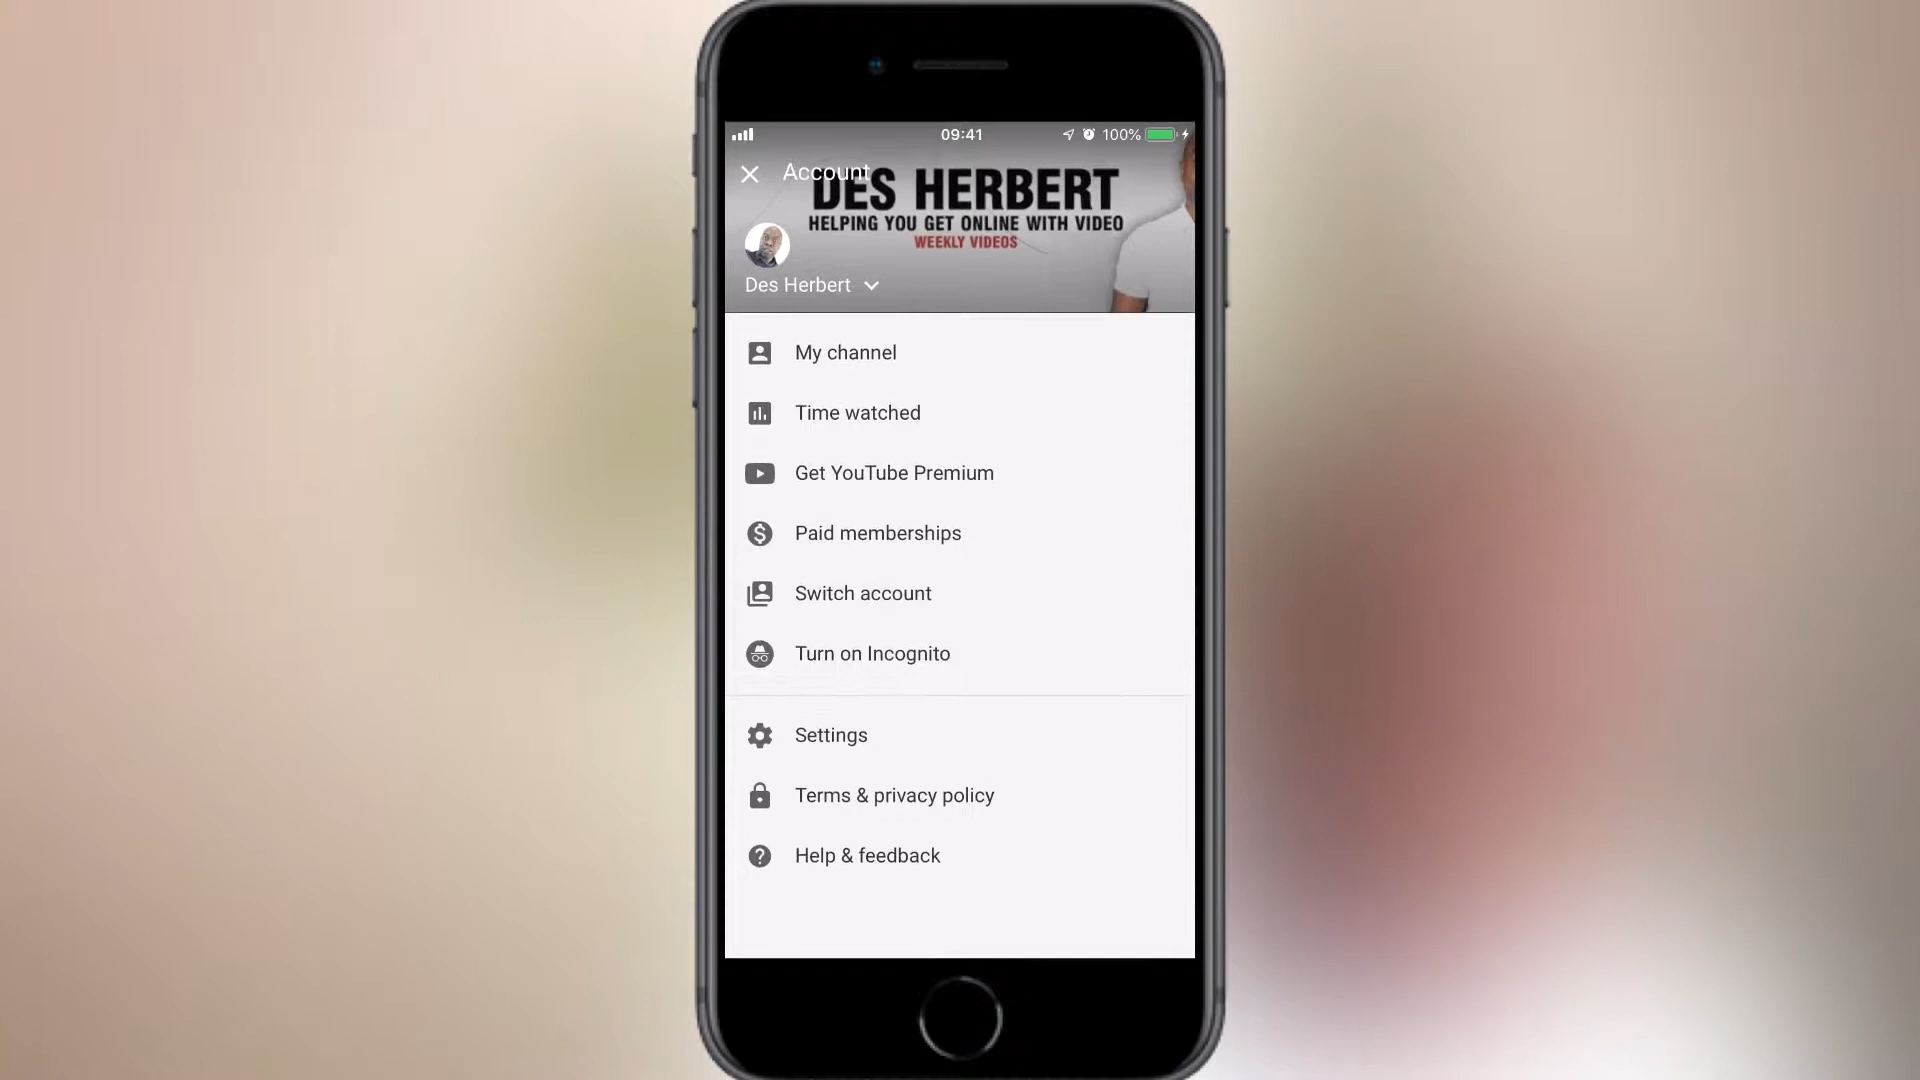 09:41
100%
Account
DES HERBERT
HELPING YOU GET ONLINE WITH VIDEO
WEEKLY VIDEOS
Des Herbert
My channel
Time watched
Get YouTube Premium
Paid memberships
Switch account
Turn on Incognito
Settings
Terms & privacy policy
Help & feedback